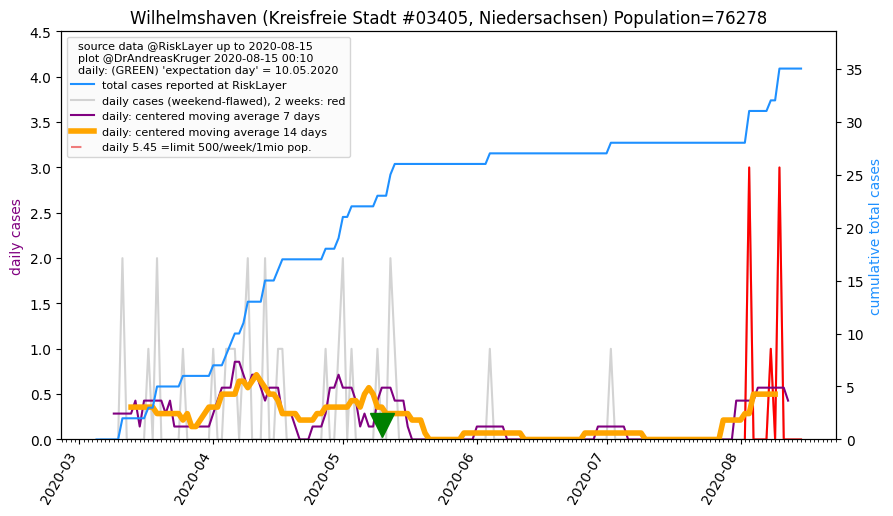 Wilhelmshaven (Kreisfreie Stadt #03405, Niedersachsen) Population=76278
source data @RiskLayer up to 2020-08-15
plot @DrAndreasKruger 2020-08-15 00:10
daily: (GREEN) 'expectation day' = 10.05.2020
total cases reported at RiskLayer
daily cases (weekend-flawed), 2 weeks: red
daily: centered moving average 7 days
daily: centered moving average 14 days
daily 5.45 =limit 500/week/1mio pop.
daily cases
4.5
4.0
3.5
3.0
2.5
2.0
1.5
1.0
0.5
0.0
cumulative total cases
35
30
25
20
15
10
5
0
2020-03
2020-04
2020-05
2020-06
2020-07
2020-08